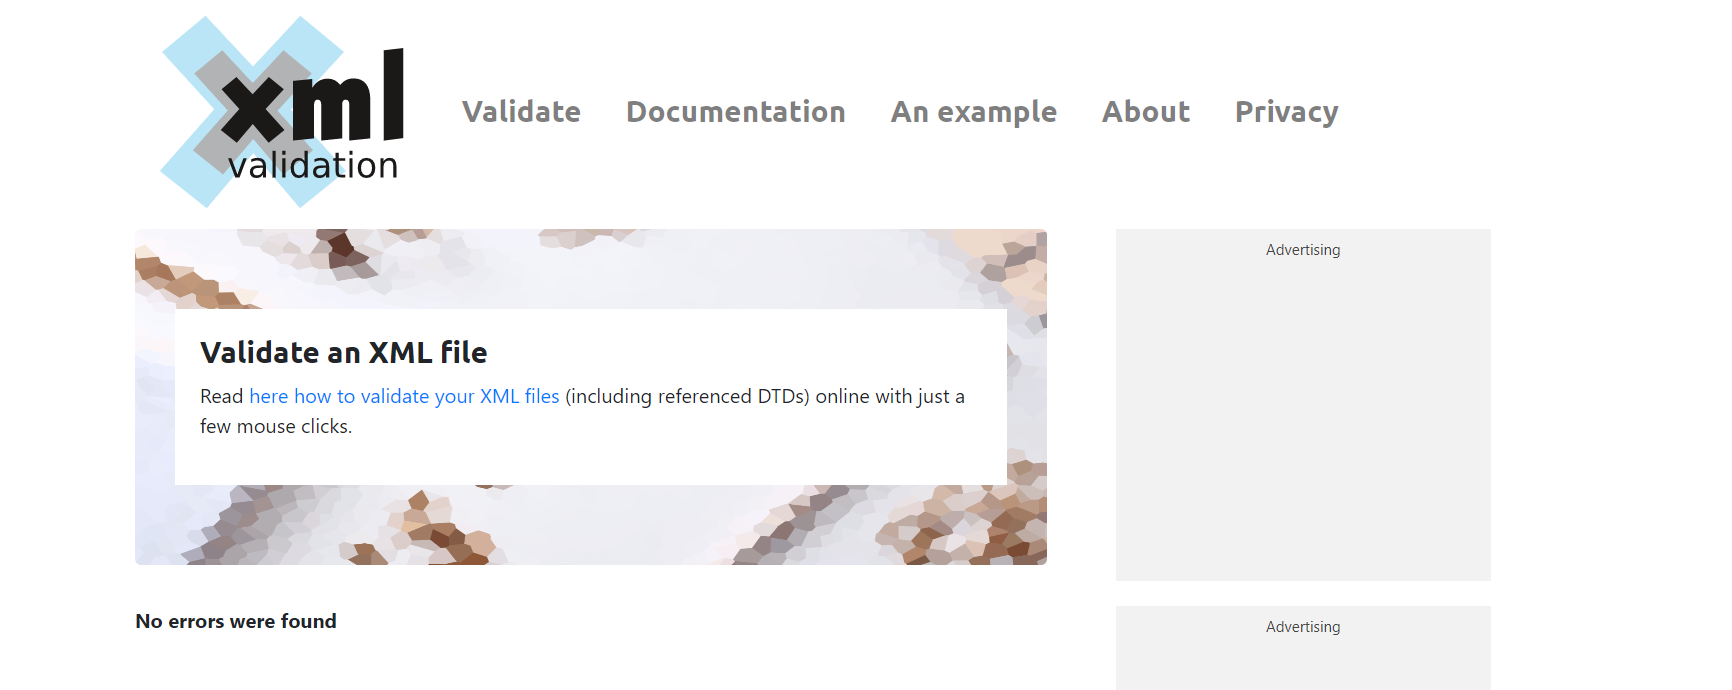 xml
validation
Validate
Documentation
An example
About
Privacy
Advertising
Validate an XML file
Read here how to validate your XML files (including referenced DTDs) online with just a
few mouse clicks.
No errors were found
Advertising